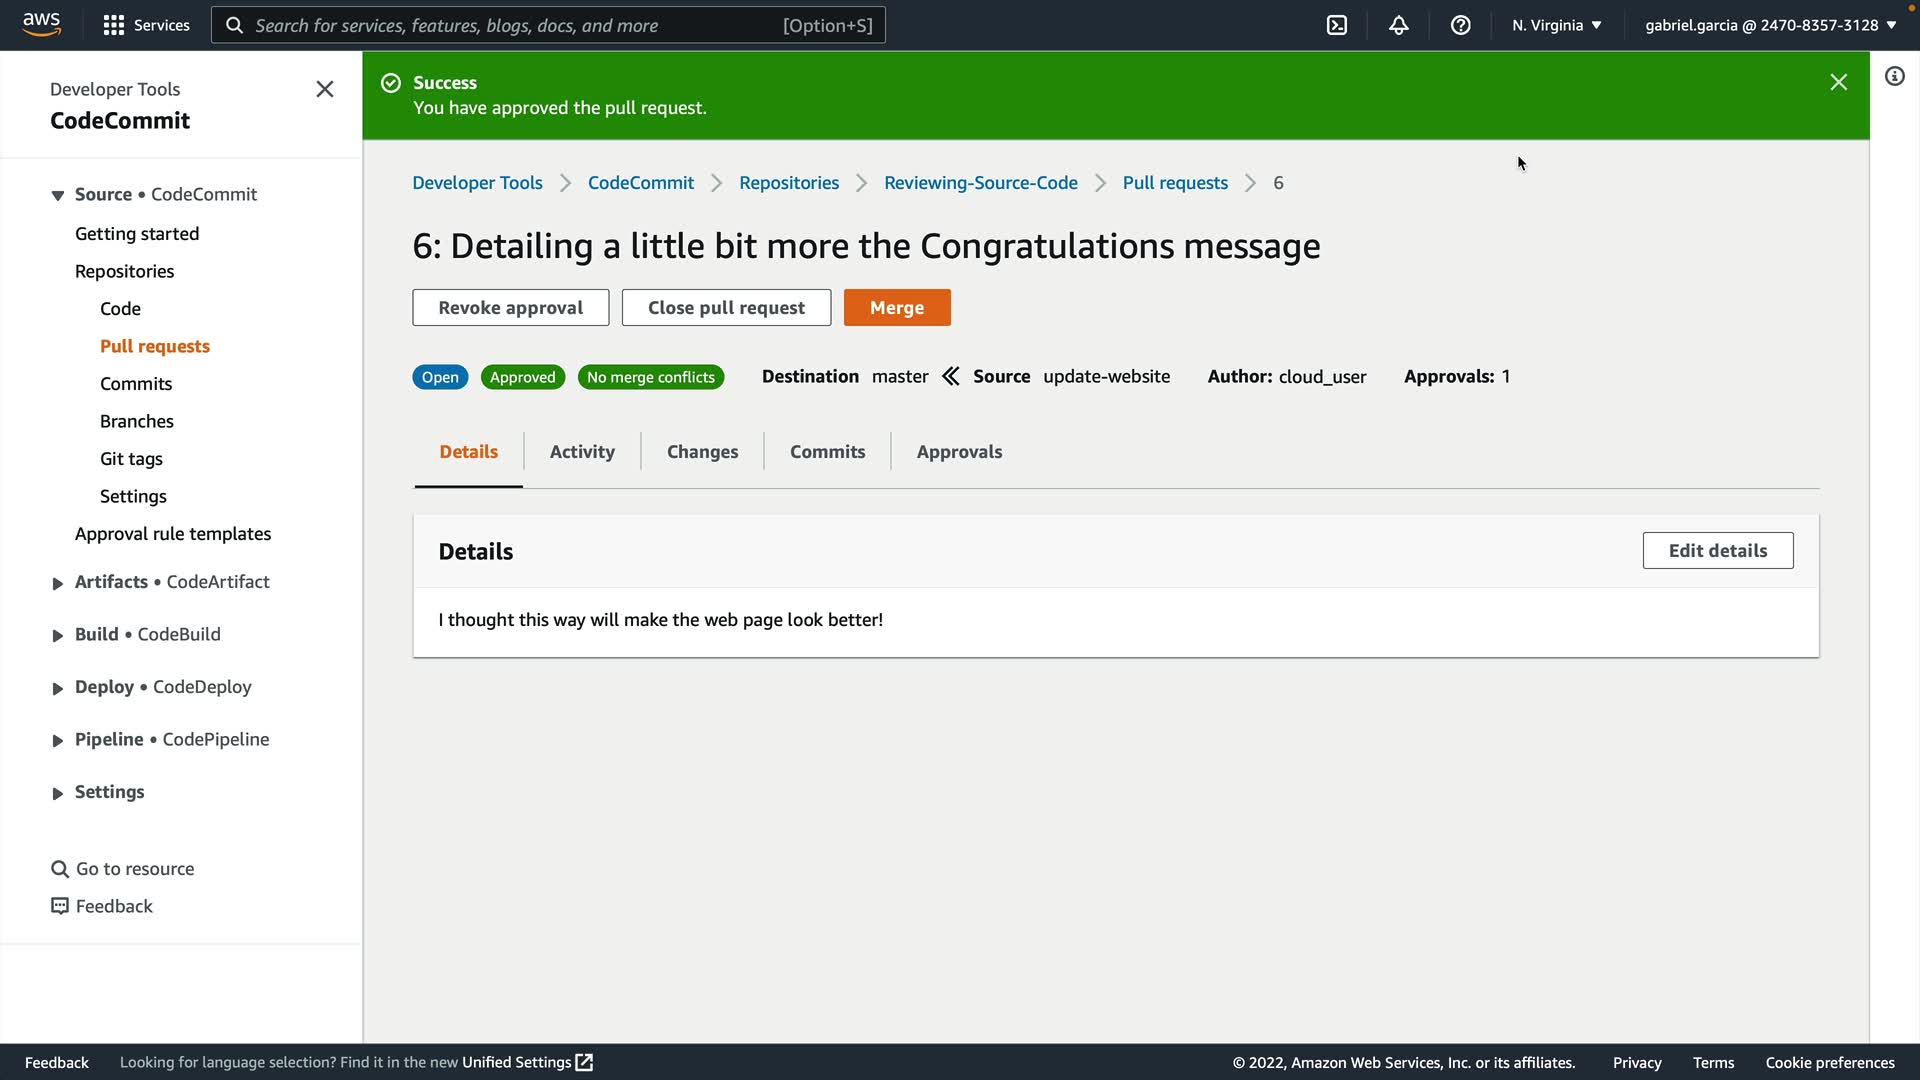 aws
Services
Search for services, features, blogs, docs, and more [Option+S]
N. Virginia
gabriel.garcia @ 2470-8357-3128
Developer Tools
CodeCommit
Source • CodeCommit
Getting started
Repositories
Code
Pull requests
Commits
Branches
Git tags
Settings
Approval rule templates
Artifacts • CodeArtifact
Build • CodeBuild
Deploy • CodeDeploy
Pipeline • CodePipeline
Settings
Go to resource
Feedback
Success
You have approved the pull request.
Developer Tools CodeCommit Repositories Reviewing-Source-Code Pull requests 6
6: Detailing a little bit more the Congratulations message
Revoke approval Close pull request Merge
Open Approved No merge conflicts Destination master Source update-website Author: cloud_user Approvals: 1
Details Activity Changes Commits Approvals
Details
Edit details
I thought this way will make the web page look better!
Feedback Looking for language selection? Find it in the new Unified Settings
© 2022, Amazon Web Services, Inc. or its affiliates. Privacy Terms Cookie preferences